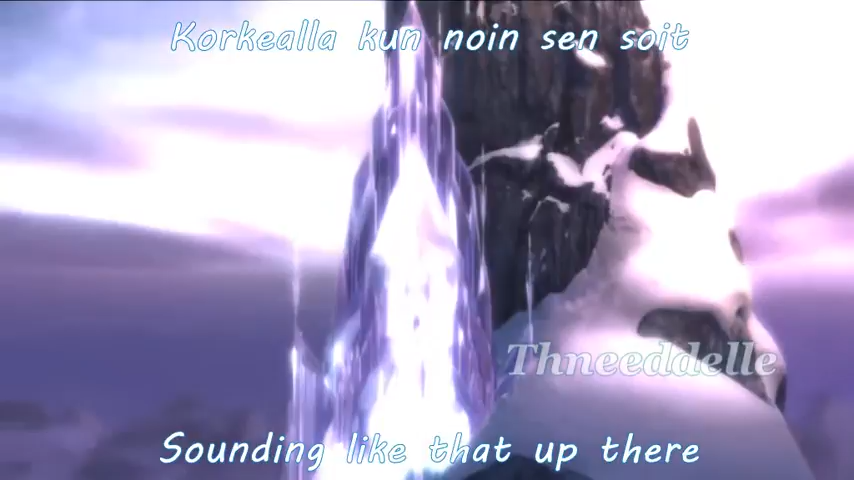 Korkealla kun noin sen soit
Thneeddelle
Sounding like that up there